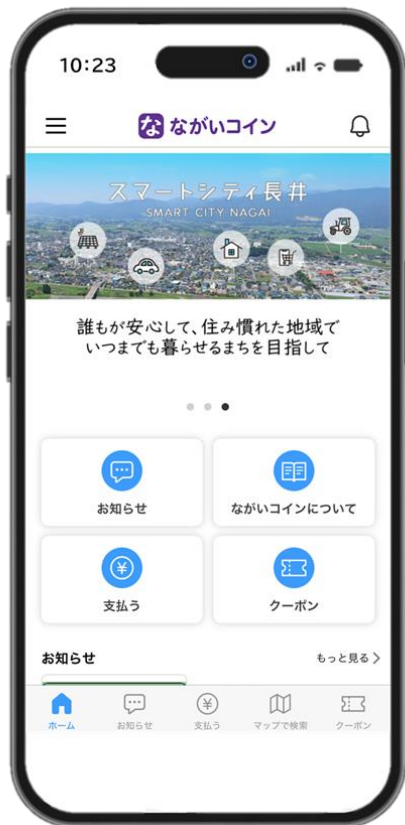 10:23
な ながいコイン
スマートシティ長井
SMART CITY NAGAI
誰もが安心して、住み慣れた地域で
いつまでも暮らせるまちを目指して
お知らせ
ながいコインについて
支払う
クーポン
お知らせ
もっと見る
ホーム
お知らせ
支払う
マップで検索
クーポン